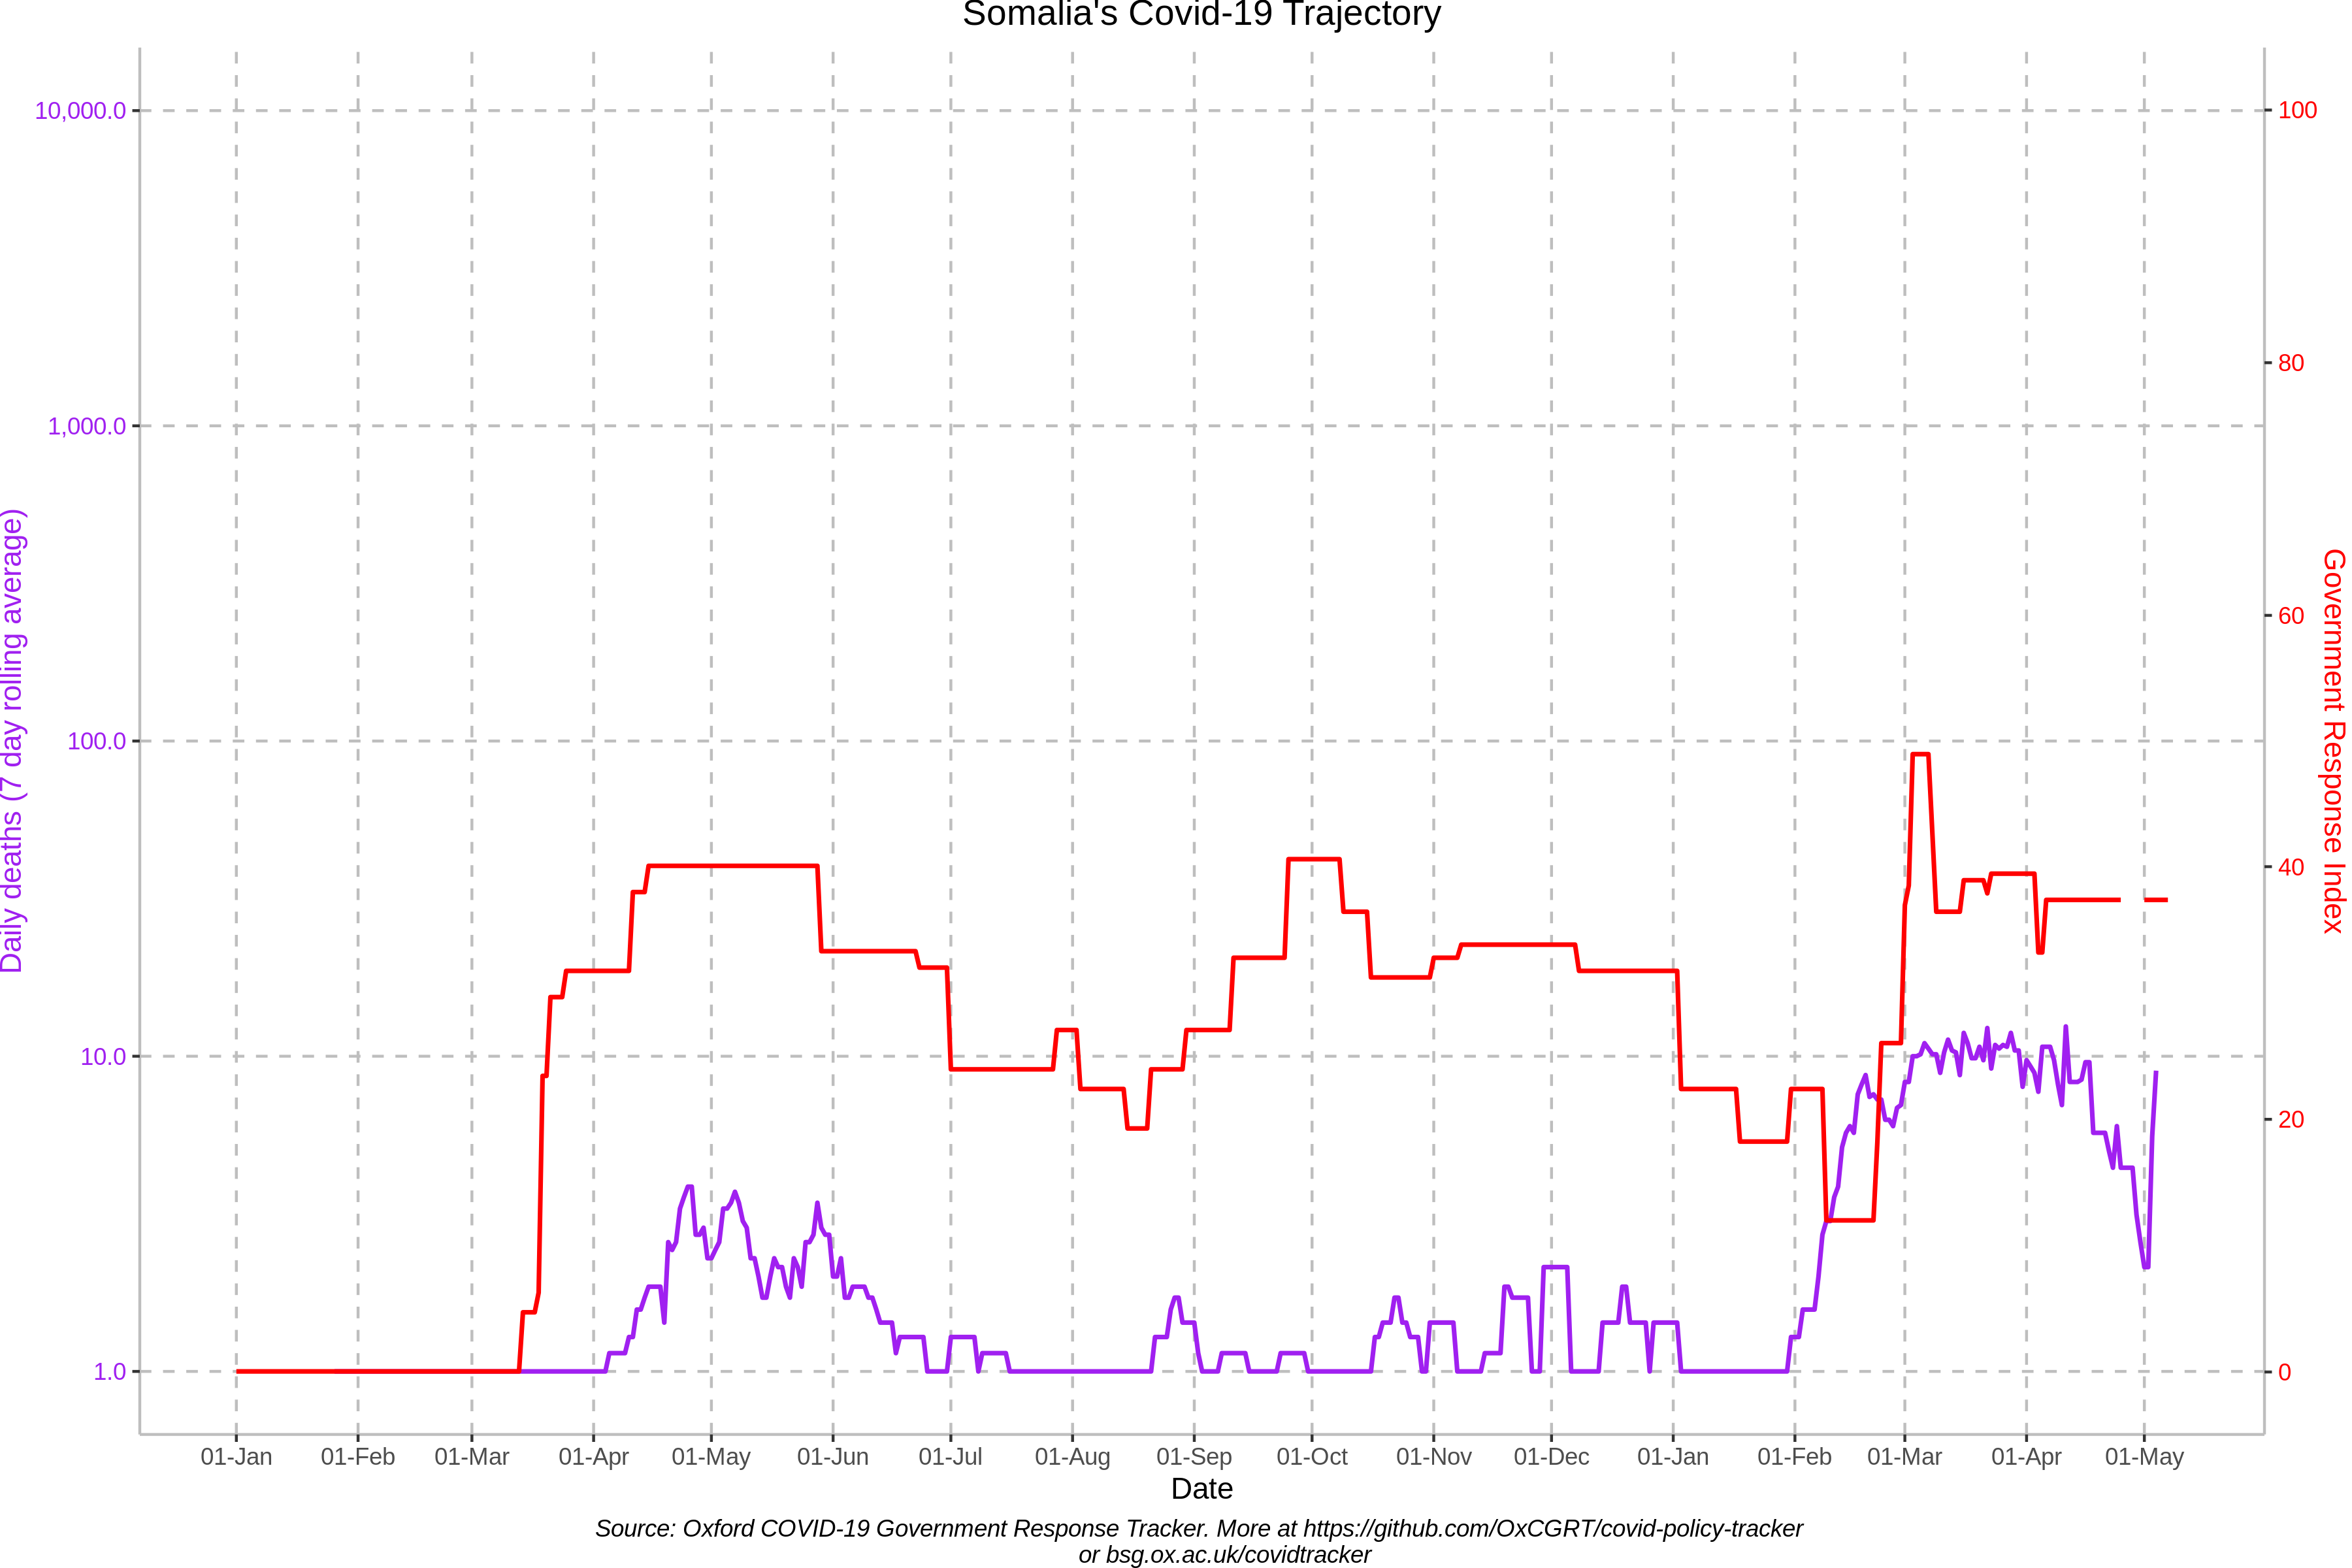 Somalia's Covid-19 Trajectory
10,000.0
1,000.0
100.0
10.0
1.0
Daily deaths (7 day rolling average)
100
80
60
40
20
0
Government Response Index
01-Jan 01-Feb 01-Mar 01-Apr 01-May 01-Jun 01-Jul 01-Aug 01-Sep 01-Oct 01-Nov 01-Dec 01-Jan 01-Feb 01-Mar 01-Apr 01-May
Date
Source: Oxford COVID-19 Government Response Tracker. More at https://github.com/OxCGRT/covid-policy-tracker
or bsg.ox.ac.uk/covidtracker